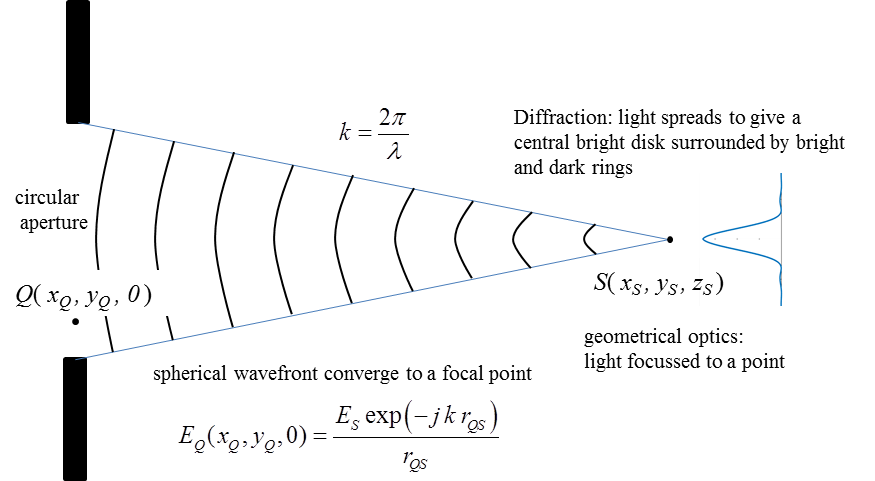 k = 2π / λ
Diffraction: light spreads to give a
central bright disk surrounded by bright
and dark rings
circular
aperture
Q( x_Q, y_Q, 0 )
S( x_S, y_S, z_S )
geometrical optics:
light focussed to a point
spherical wavefront converge to a focal point
E_Q(x_Q, y_Q, 0) = E_S exp(−j k r_QS) / r_QS